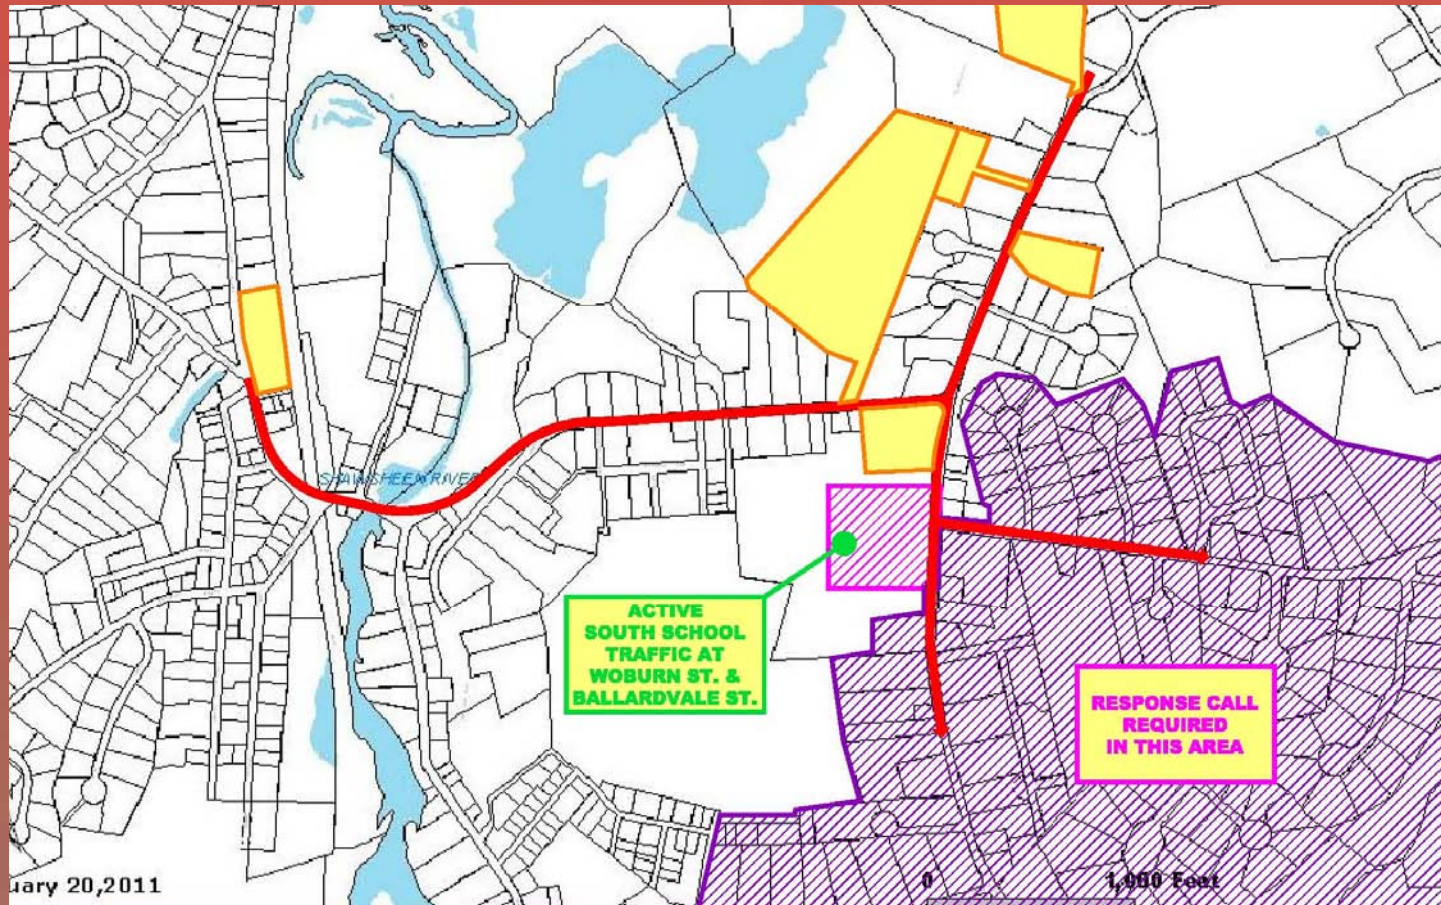 SHAWSHEEN RIVER
ACTIVE
SOUTH SCHOOL
TRAFFIC AT
WOBURN ST. &
BALLARDVALE ST.
RESPONSE CALL
REQUIRED
IN THIS AREA
uary 20,2011
0 1,000 Feet